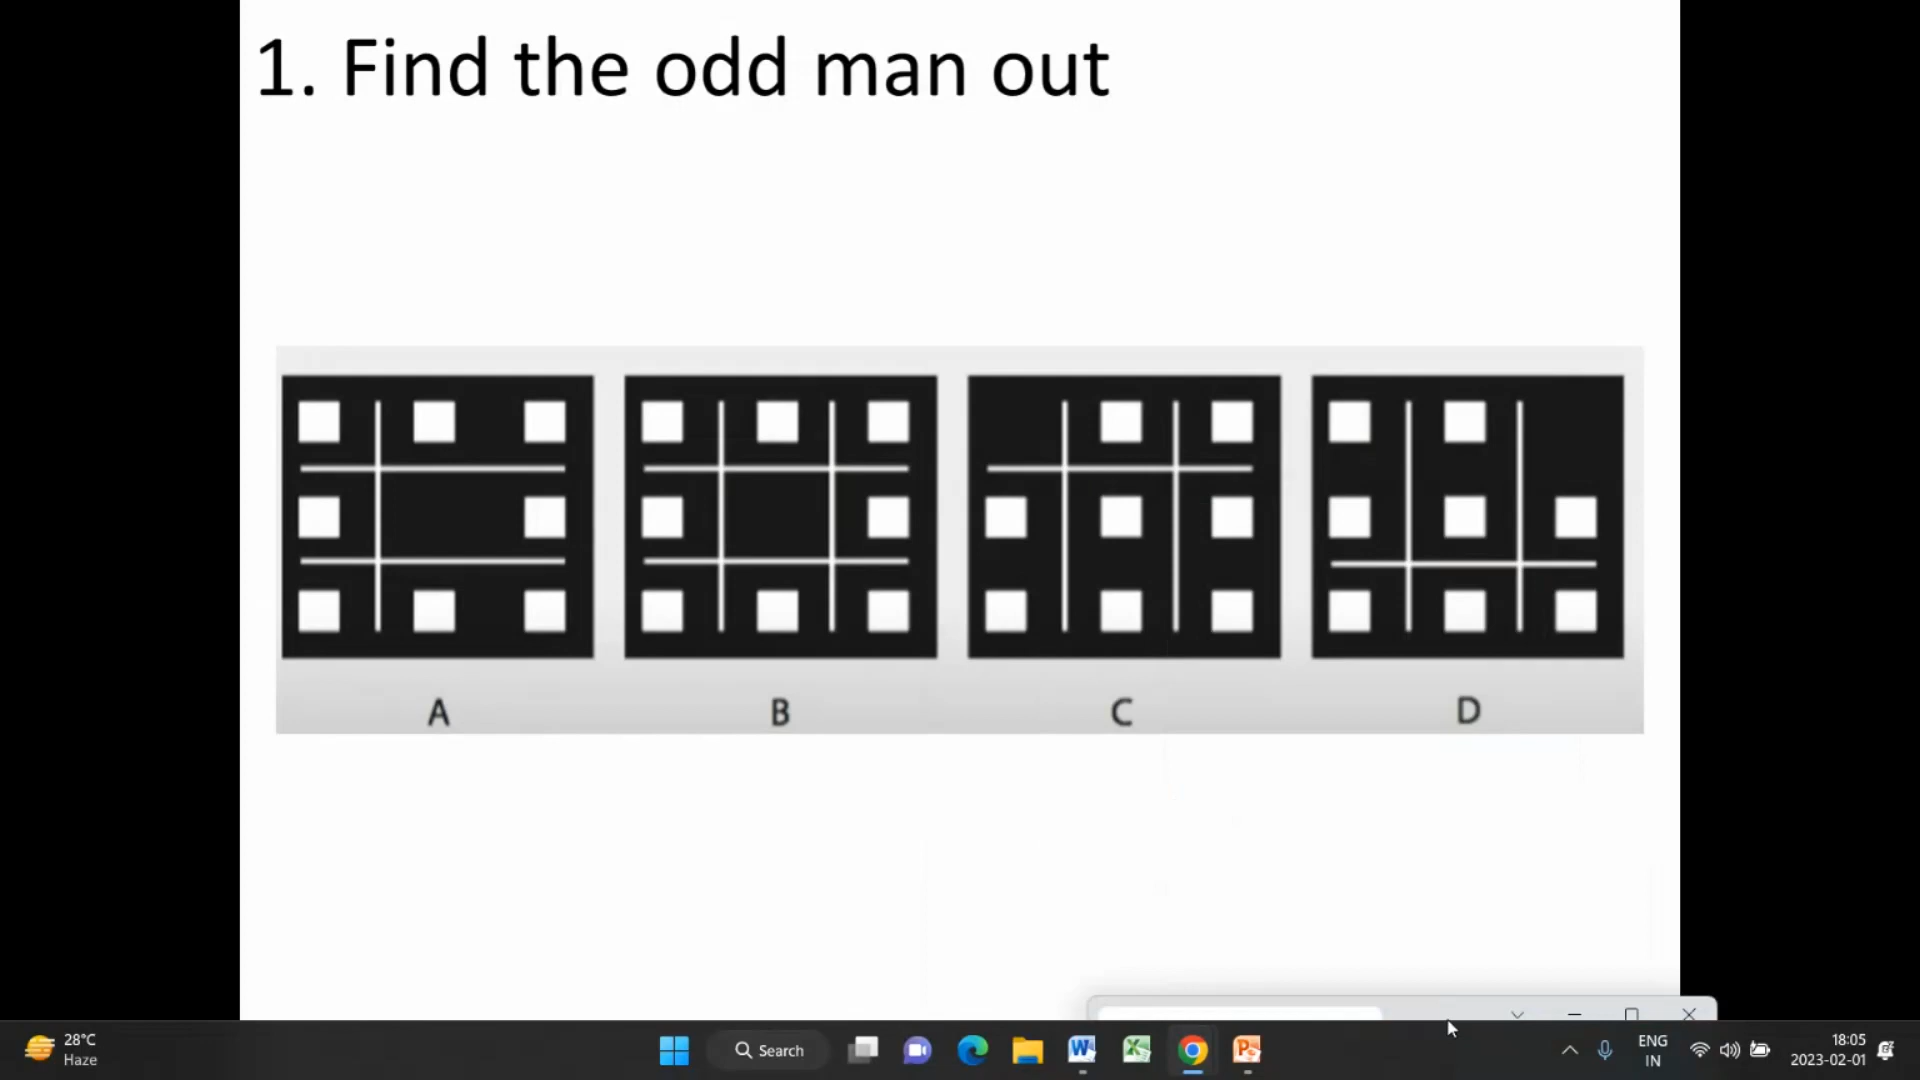 1. Find the odd man out
A B C D
28°C
Haze
Search
ENG
IN
18:05
2023-02-01